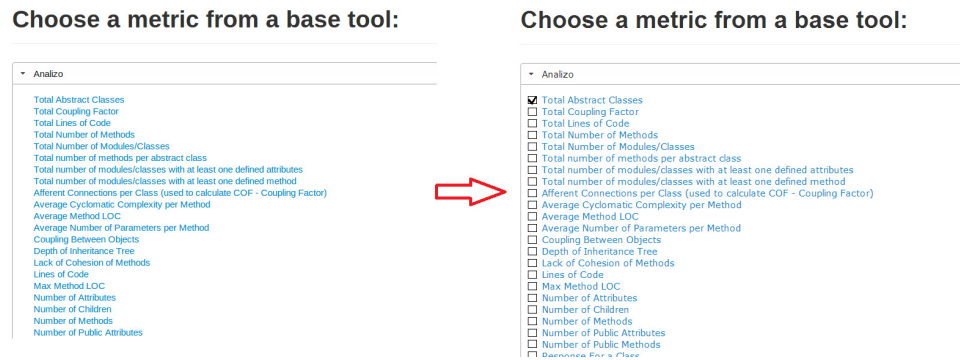 Choose a metric from a base tool:
Analizo
Total Abstract Classes
Total Coupling Factor
Total Lines of Code
Total Number of Methods
Total Number of Modules/Classes
Total number of methods per abstract class
Total number of modules/classes with at least one defined attributes
Total number of modules/classes with at least one defined method
Afferent Connections per Class (used to calculate COF - Coupling Factor)
Average Cyclomatic Complexity per Method
Average Method LOC
Average Number of Parameters per Method
Coupling Between Objects
Depth of Inheritance Tree
Lack of Cohesion of Methods
Lines of Code
Max Method LOC
Number of Attributes
Number of Children
Number of Methods
Number of Public Attributes
Choose a metric from a base tool:
Analizo
Total Abstract Classes
Total Coupling Factor
Total Lines of Code
Total Number of Methods
Total Number of Modules/Classes
Total number of methods per abstract class
Total number of modules/classes with at least one defined attributes
Total number of modules/classes with at least one defined method
Afferent Connections per Class (used to calculate COF - Coupling Factor)
Average Cyclomatic Complexity per Method
Average Method LOC
Average Number of Parameters per Method
Coupling Between Objects
Depth of Inheritance Tree
Lack of Cohesion of Methods
Lines of Code
Max Method LOC
Number of Attributes
Number of Children
Number of Methods
Number of Public Attributes
Number of Public Methods
Response For a Class